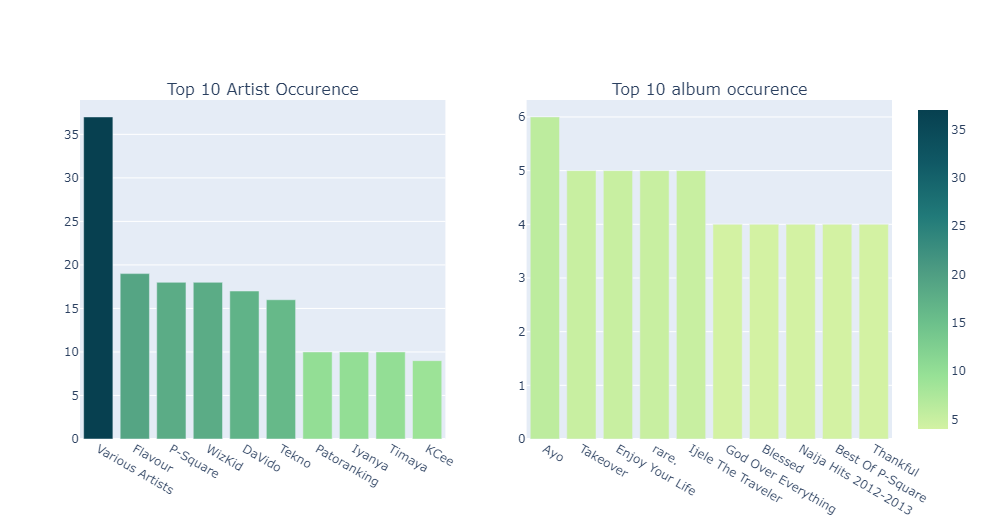 Top 10 Artist Occurence
35
30
25
20
15
10
5
0
Various Artists
Flavour
P-Square
WizKid
DaVido
Tekno
Patoranking
Iyanya
Timaya
KCee
Top 10 album occurence
6
5
4
3
2
1
0
Ayo
Takeover
Enjoy Your Life
rare.
Ijele The Traveler
God Over Everything
Blessed
Naija Hits 2012-2013
Best Of P-Square
Thankful
35
30
25
20
15
10
5